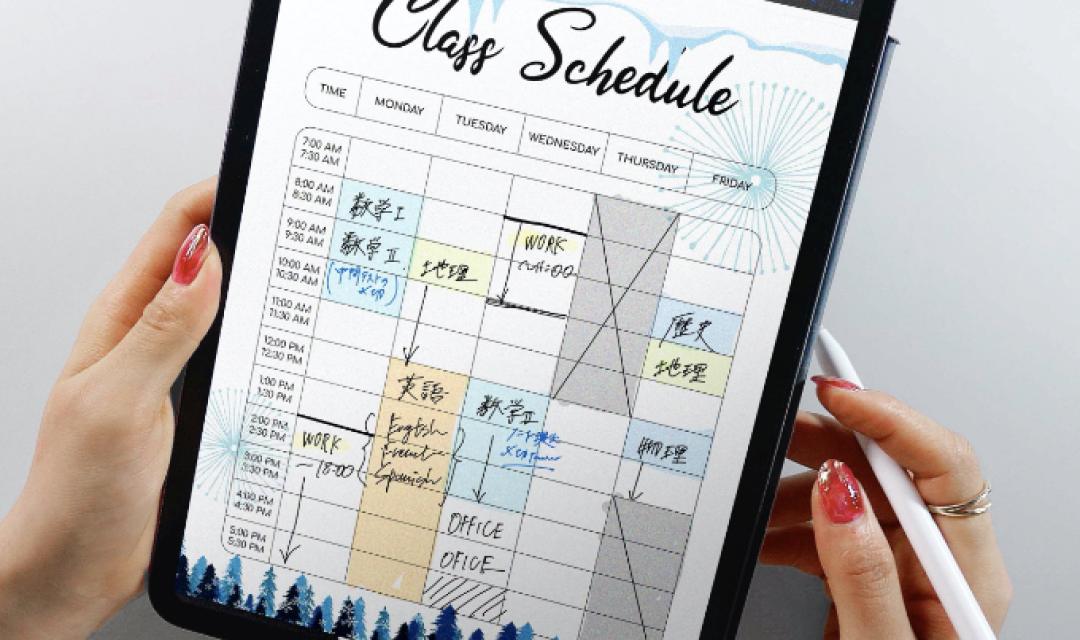 Class Schedule
TIME
MONDAY
TUESDAY
WEDNESDAY
THURSDAY
FRIDAY
7:00 AM
7:30 AM
8:00 AM
8:30 AM
数学I
9:00 AM
9:30 AM
数学II
地理
WORK
10:00 AM
10:30 AM
11:00 AM
11:30 AM
歴史
12:00 PM
12:30 PM
地理
1:00 PM
1:30 PM
英語
数学II
2:00 PM
2:30 PM
WORK
English
物理
3:00 PM
3:30 PM
18:00
Spanish
4:00 PM
4:30 PM
OFFICE
5:00 PM
5:30 PM
OFICE